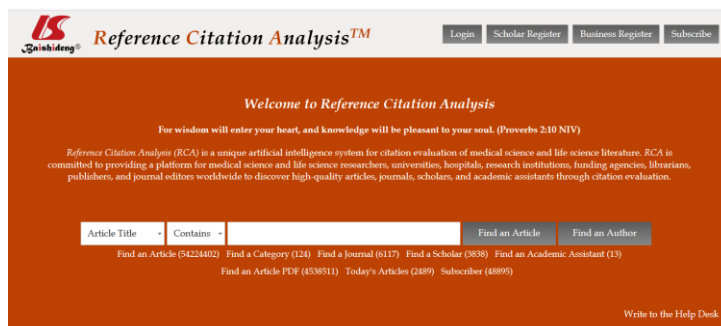 Baishideng®
Reference Citation Analysis™
Login Scholar Register Business Register Subscribe
Welcome to Reference Citation Analysis
For wisdom will enter your heart, and knowledge will be pleasant to your soul. (Proverbs 2:10 NIV)
Reference Citation Analysis (RCA) is a unique artificial intelligence system for citation evaluation of medical science and life science literature. RCA is
committed to providing a platform for medical science and life science researchers, universities, hospitals, research institutions, funding agencies, librarians,
publishers, and journal editors worldwide to discover high-quality articles, journals, scholars, and academic assistants through citation evaluation.
Article Title Contains Find an Article Find an Author
Find an Article (54224402) Find a Category (124) Find a Journal (6117) Find a Scholar (3838) Find an Academic Assistant (13)
Find an Article PDF (4538511) Today's Articles (2489) Subscriber (48895)
Write to the Help Desk